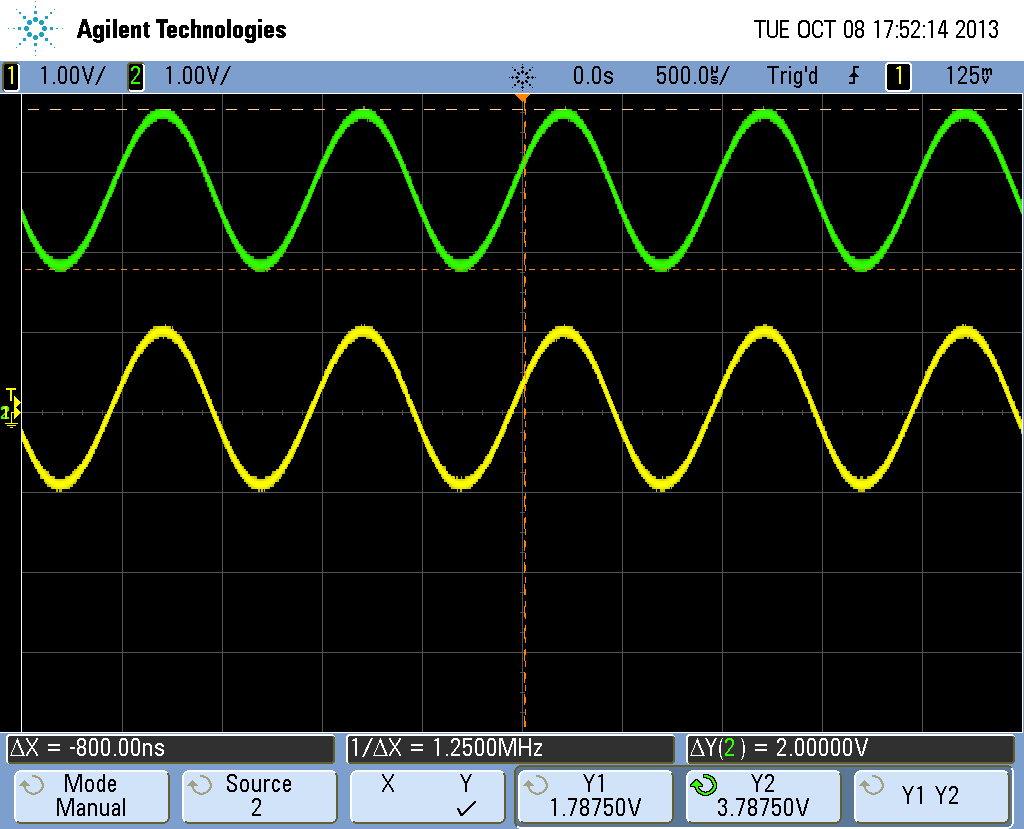 Agilent Technologies TUE OCT 08 17:52:14 2013
1 1.00V/ 2 1.00V/ 0.0s 500.0µs/ Trig'd 1 125mV
T
2
ΔX = -800.00ns 1/ΔX = 1.2500MHz ΔY(2) = 2.00000V
Mode Source X Y Y1 Y2 Y1 Y2
Manual 2 ✓ 1.78750V 3.78750V